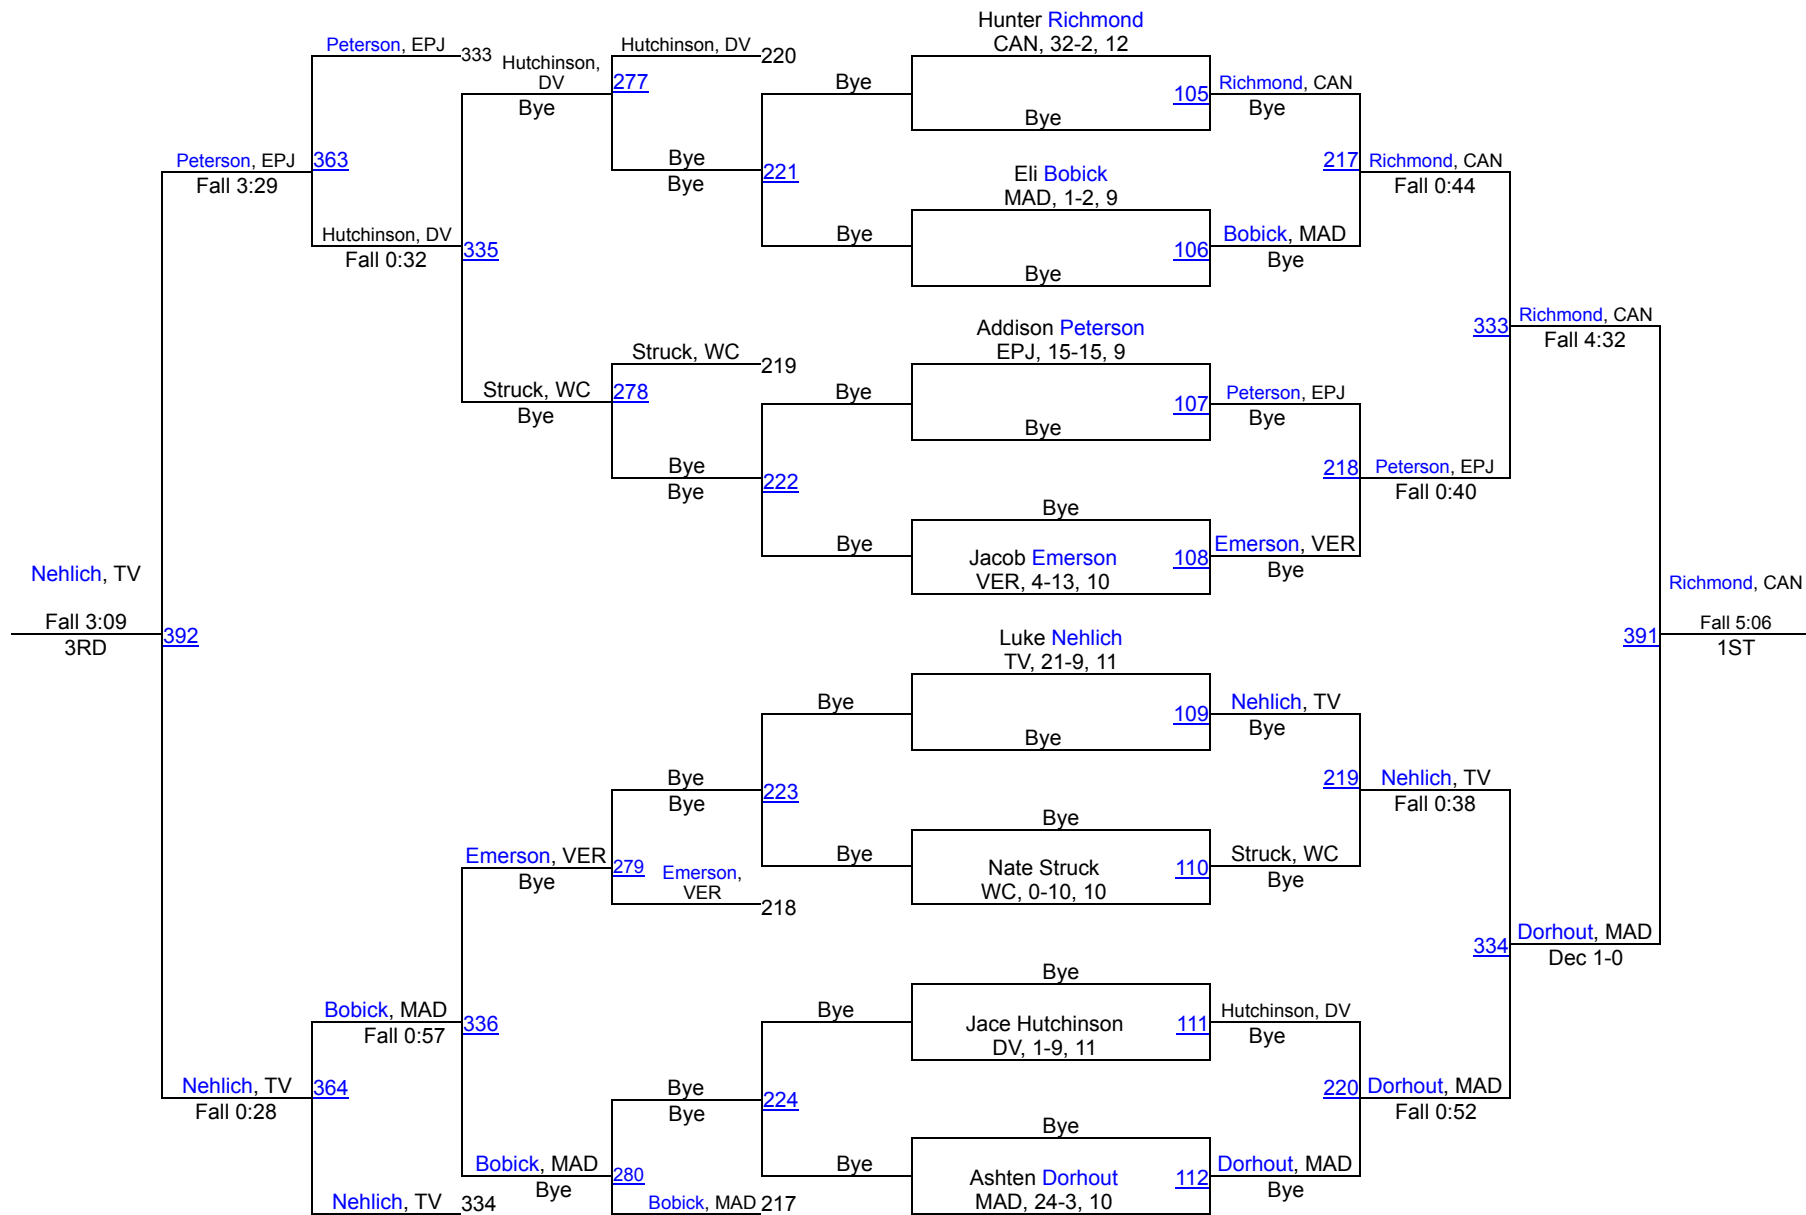 Hunter Richmond
CAN, 32-2, 12
Peterson, EPJ
333
Hutchinson,
DV
Bye
Hutchinson, DV
220
277
Bye
105
Richmond, CAN
Bye
Bye
Peterson, EPJ
Fall 3:29
363
Bye
Bye
221
Eli Bobick
MAD, 1-2, 9
217
Richmond, CAN
Fall 0:44
Hutchinson, DV
Fall 0:32
335
Bye
106
Bobick, MAD
Bye
Bye
Addison Peterson
EPJ, 15-15, 9
333
Richmond, CAN
Fall 4:32
Struck, WC
219
Struck, WC
Bye
278
Bye
107
Peterson, EPJ
Bye
Bye
Bye
Bye
222
218
Peterson, EPJ
Fall 0:40
Bye
Bye
Jacob Emerson
VER, 4-13, 10
108
Emerson, VER
Bye
Nehlich, TV
Fall 3:09
3RD
392
Richmond, CAN
Fall 5:06
1ST
391
Luke Nehlich
TV, 21-9, 11
Bye
109
Nehlich, TV
Bye
Bye
Bye
Bye
223
219
Nehlich, TV
Fall 0:38
Bye
Emerson, VER
Bye
279
Emerson,
VER
218
Bye
Nate Struck
WC, 0-10, 10
110
Struck, WC
Bye
334
Dorhout, MAD
Dec 1-0
Bye
Bobick, MAD
Fall 0:57
336
Bye
Jace Hutchinson
DV, 1-9, 11
111
Hutchinson, DV
Bye
Nehlich, TV
Fall 0:28
364
Bye
Bye
224
220
Dorhout, MAD
Fall 0:52
Bye
Bobick, MAD
Bye
280
Bye
Ashten Dorhout
MAD, 24-3, 10
112
Dorhout, MAD
Bye
Nehlich, TV
334
Bobick, MAD
217